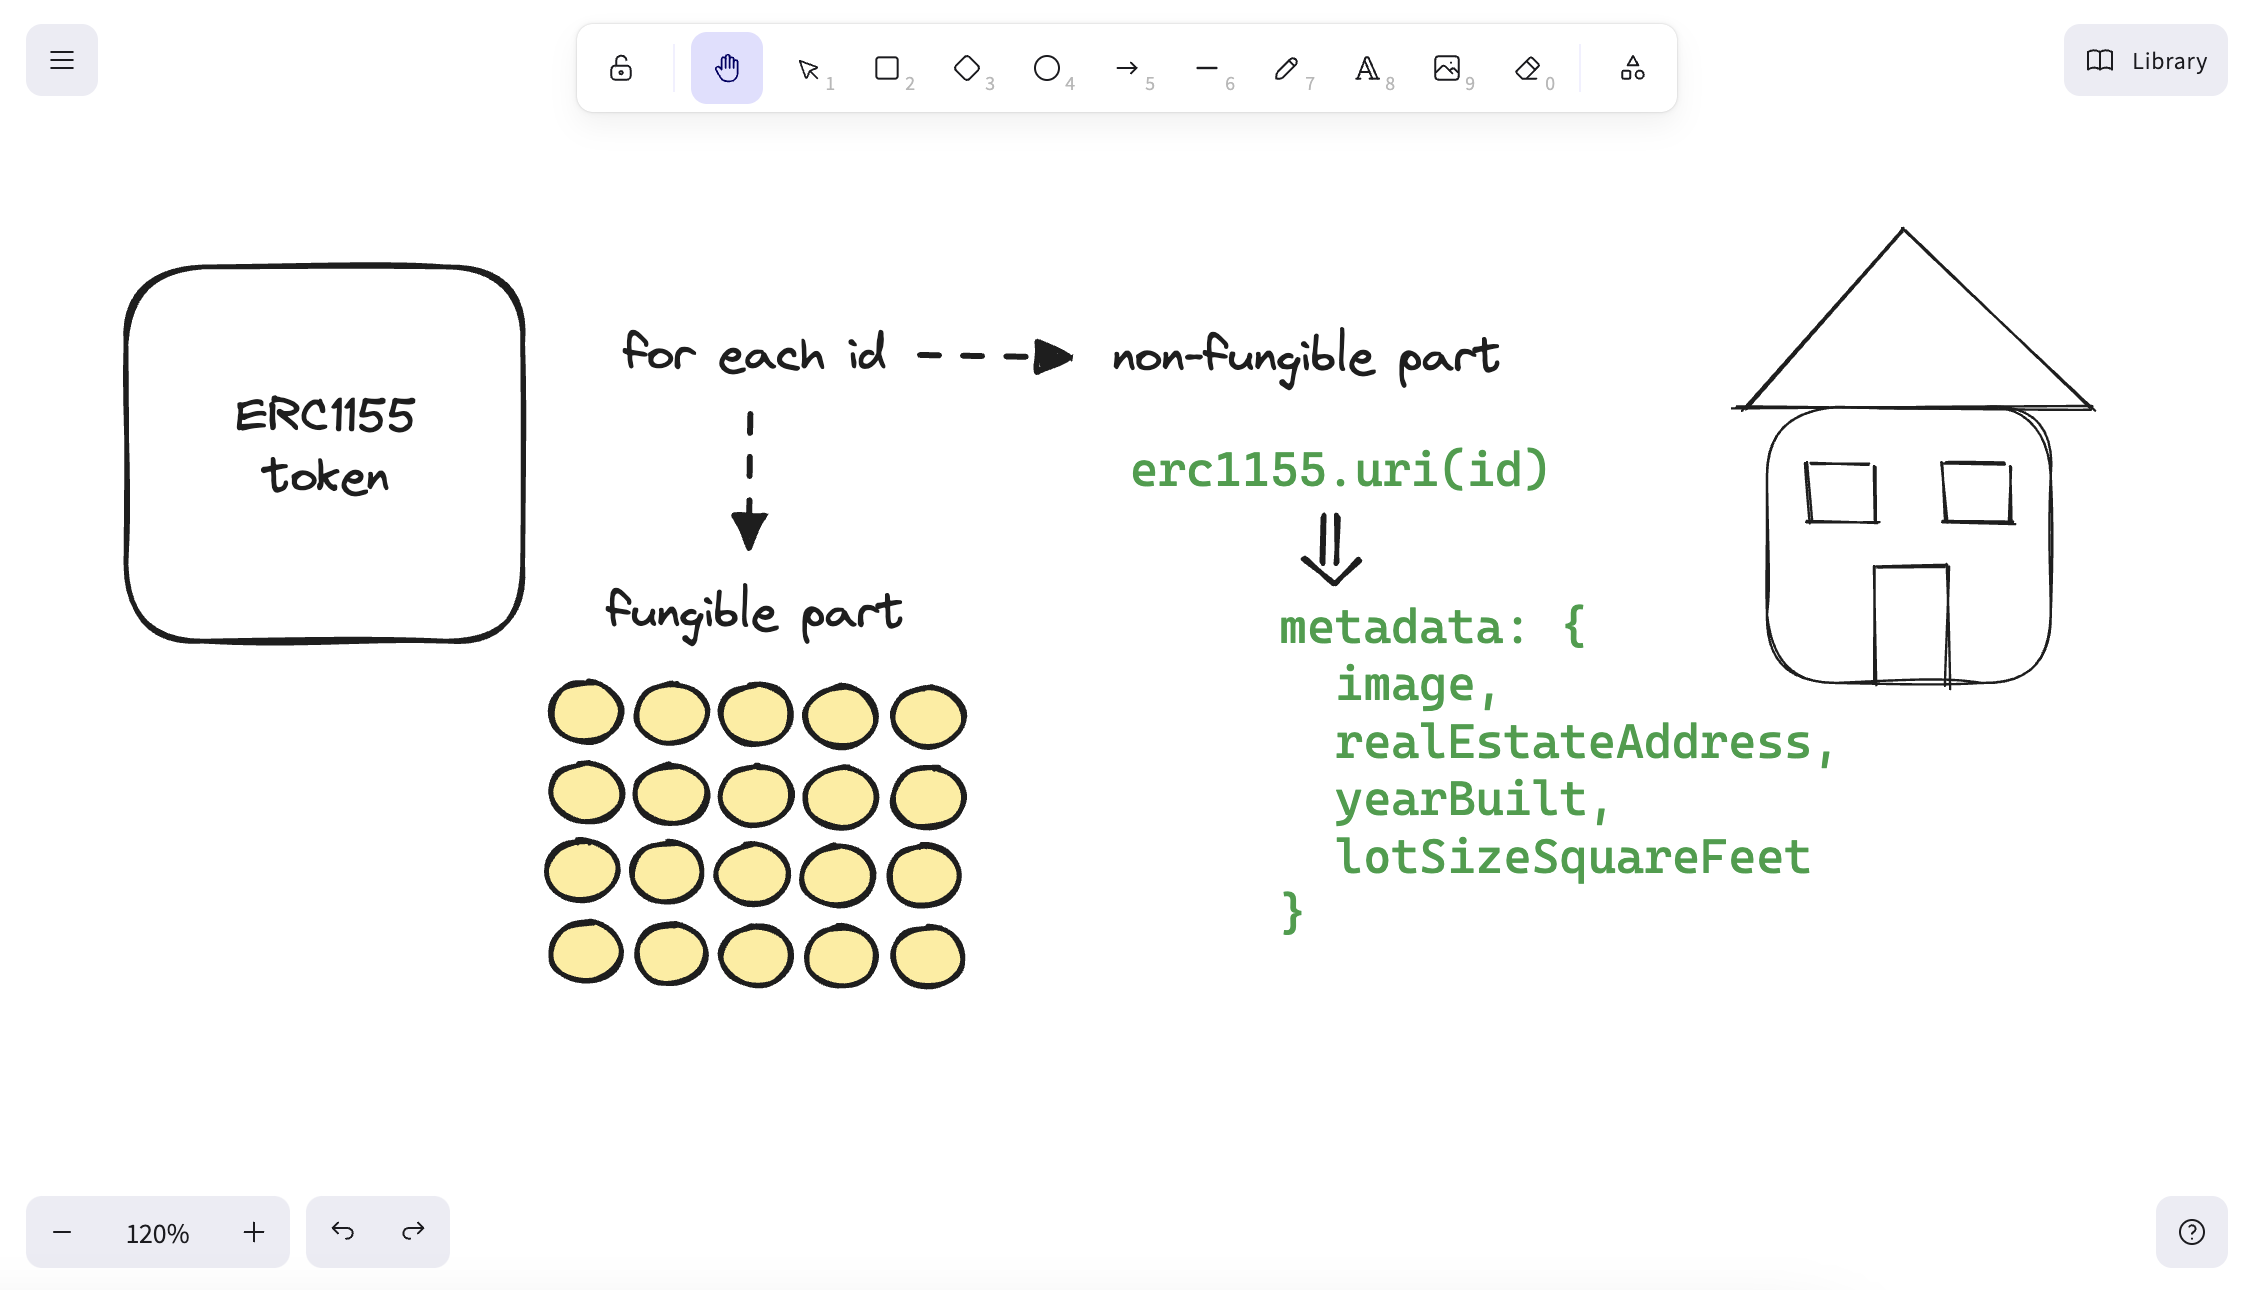 1
2
3
4
5
6
7
8
9
0
Library
ERC1155
token
for each id
non-fungible part
fungible part
erc1155.uri(id)
metadata: {
image,
realEstateAddress,
yearBuilt,
lotSizeSquareFeet
}
120%